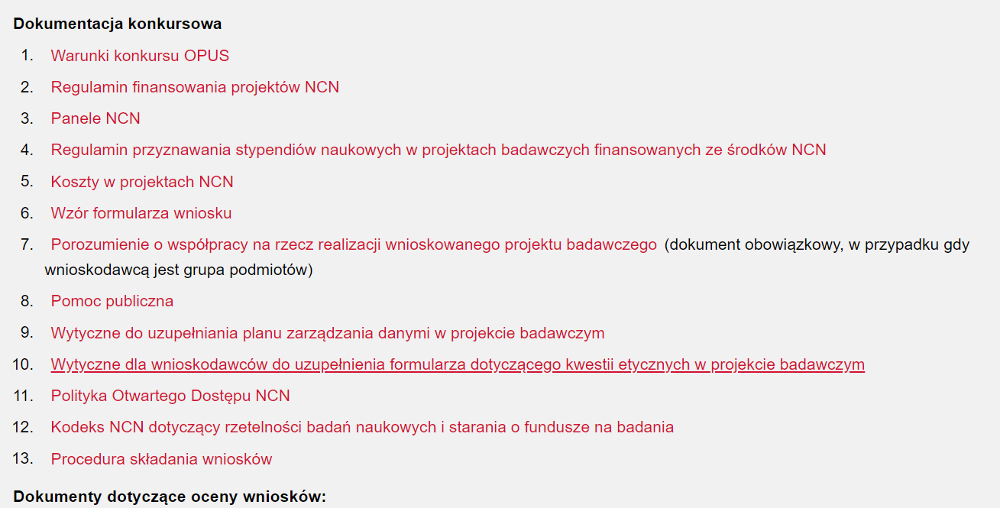 Dokumentacja konkursowa
1. Warunki konkursu OPUS
2. Regulamin finansowania projektów NCN
3. Panele NCN
4. Regulamin przyznawania stypendiów naukowych w projektach badawczych finansowanych ze środków NCN
5. Koszty w projektach NCN
6. Wzór formularza wniosku
7. Porozumienie o współpracy na rzecz realizacji wnioskowanego projektu badawczego (dokument obowiązkowy, w przypadku gdy
wnioskodawcą jest grupa podmiotów)
8. Pomoc publiczna
9. Wytyczne do uzupełniania planu zarządzania danymi w projekcie badawczym
10. Wytyczne dla wnioskodawców do uzupełnienia formularza dotyczącego kwestii etycznych w projekcie badawczym
11. Polityka Otwartego Dostępu NCN
12. Kodeks NCN dotyczący rzetelności badań naukowych i starania o fundusze na badania
13. Procedura składania wniosków
Dokumenty dotyczące oceny wniosków: